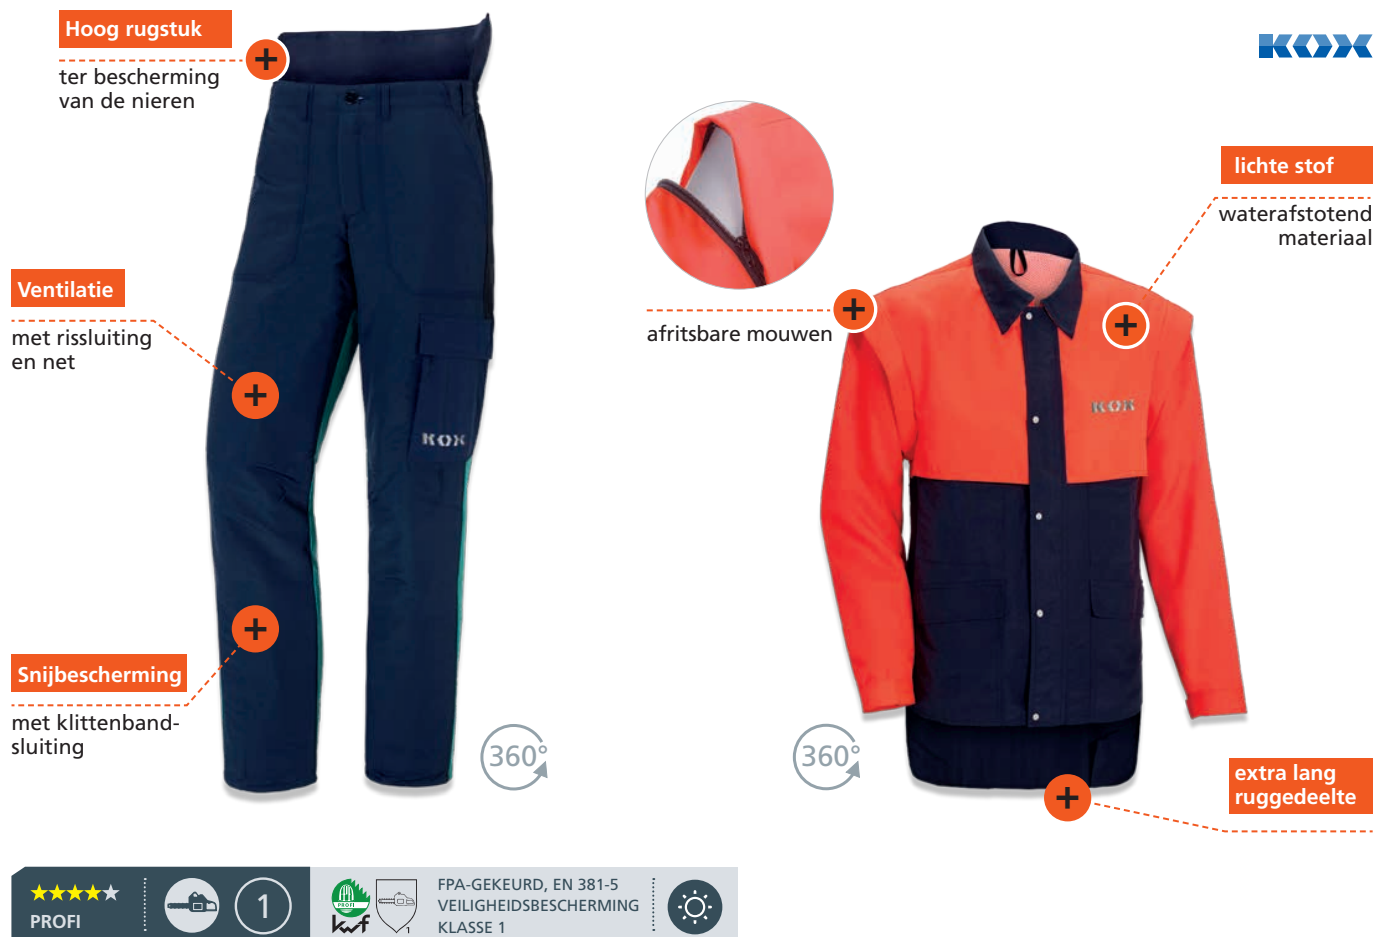 Hoog rugstuk
ter bescherming
van de nieren
Ventilatie
met rissluiting
en net
KOX
Snijbescherming
met klittenband-
sluiting
360°
KOX
lichte stof
waterafstotend
materiaal
afritsbare mouwen
KOX
360°
extra lang
ruggedeelte
PROFI
1
PROFI
kwf
1
FPA-GEKEURD, EN 381-5
VEILIGHEIDSBESCHERMING
KLASSE 1